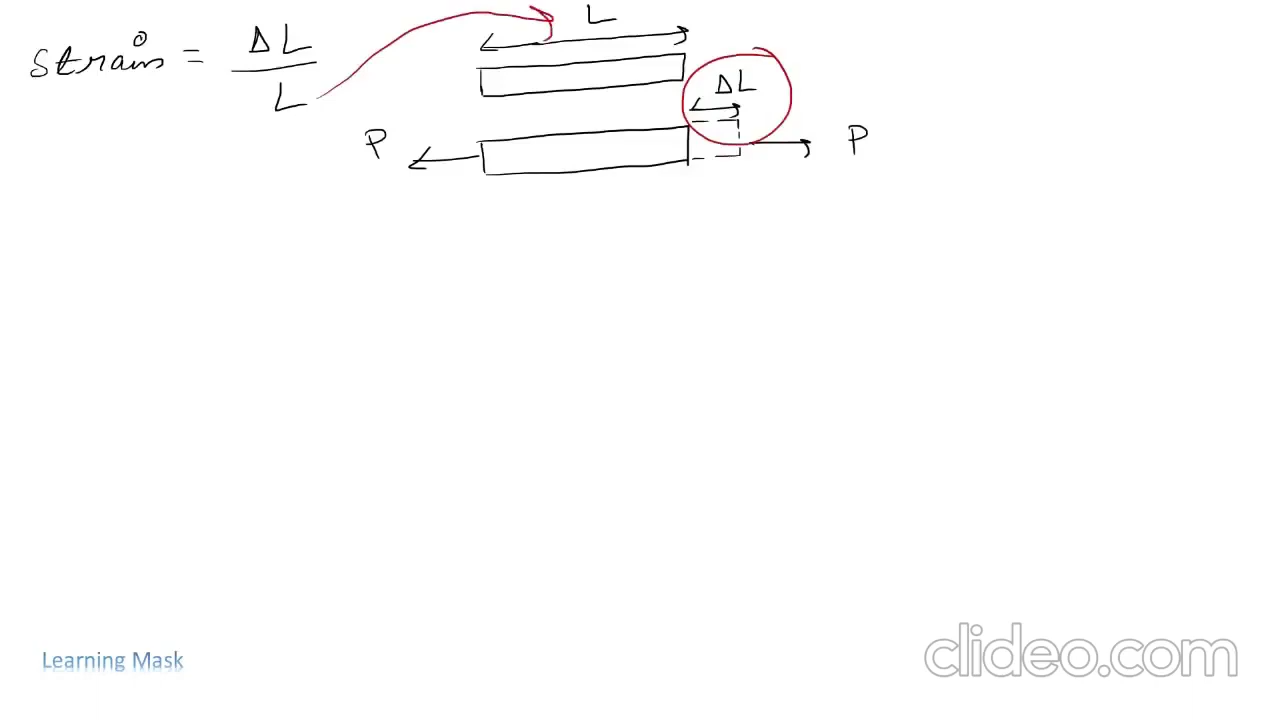 strain = ΔL
L
L
ΔL
P
P
Learning Mask
clideo.com